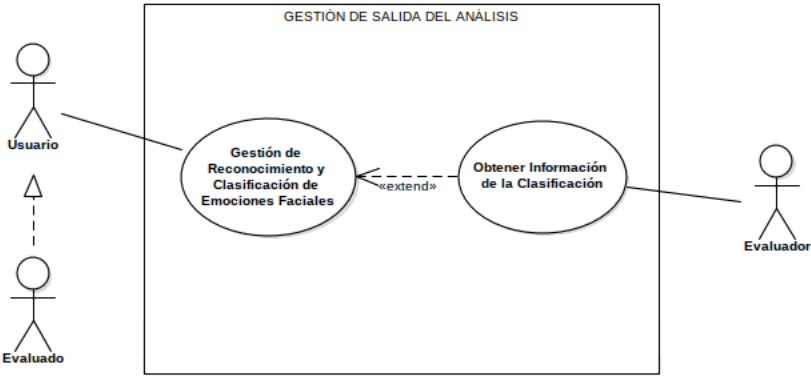 GESTIÓN DE SALIDA DEL ANÁLISIS
Usuario
Gestión de
Reconocimiento y
Clasificación de
Emociones Faciales
«extend»
Obtener Información
de la Clasificación
Evaluador
Evaluado